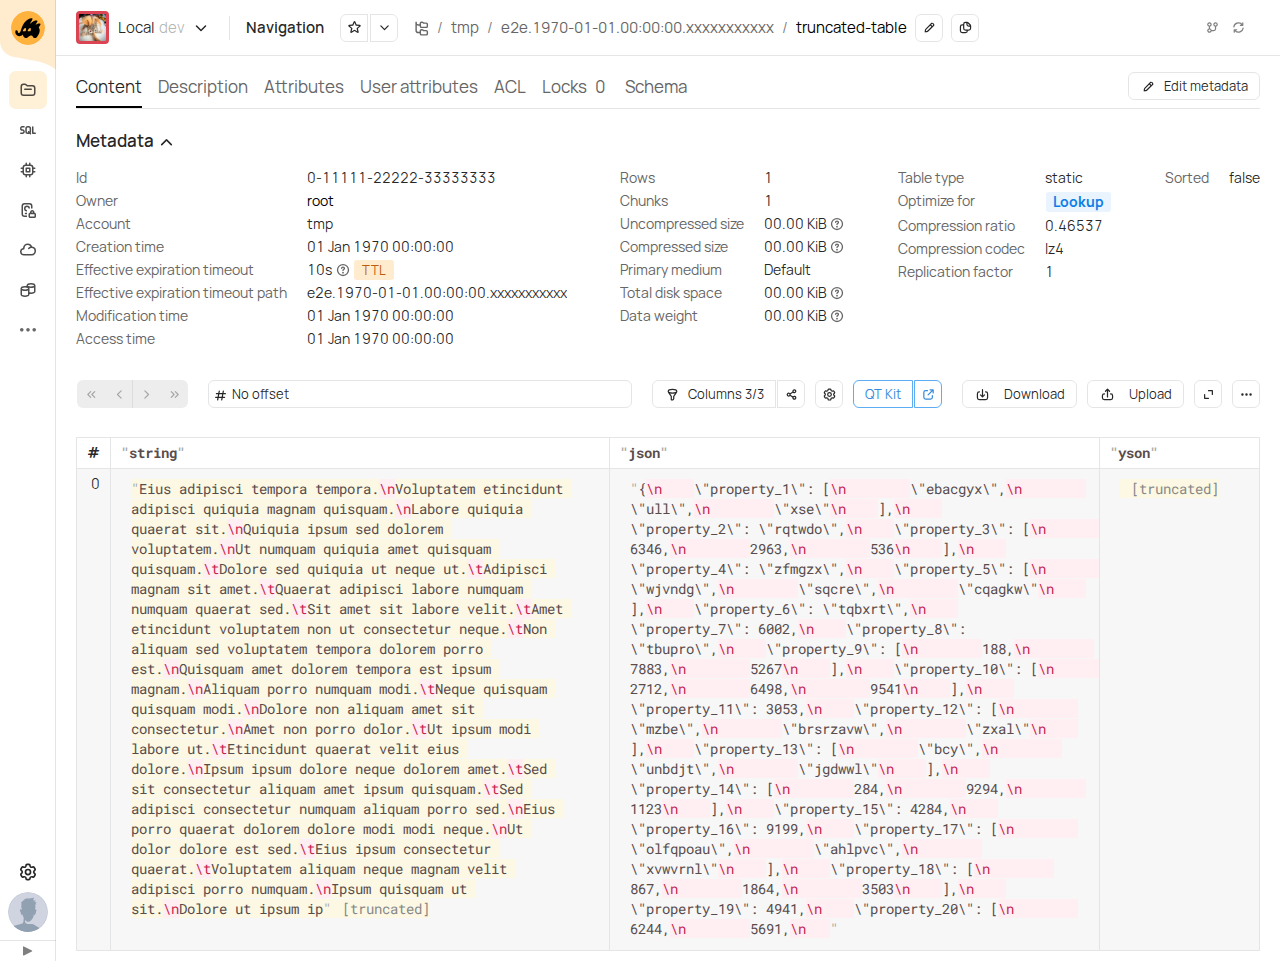 Local dev Navigation / tmp / e2e.1970-01-01.00:00:00.xxxxxxxxxxx / truncated-table
SQL
Content Description Attributes User attributes ACL Locks 0 Schema Edit metadata
Metadata
Id 0-11111-22222-33333333 Rows 1 Table type static Sorted false
Owner root Chunks 1 Optimize for Lookup
Account tmp Uncompressed size 00.00 KiB Compression ratio 0.46537
Creation time 01 Jan 1970 00:00:00 Compressed size 00.00 KiB Compression codec lz4
Effective expiration timeout 10s TTL Primary medium Default Replication factor 1
Effective expiration timeout path e2e.1970-01-01.00:00:00.xxxxxxxxxxx Total disk space 00.00 KiB
Modification time 01 Jan 1970 00:00:00 Data weight 00.00 KiB
Access time 01 Jan 1970 00:00:00
# No offset Columns 3/3 QT Kit Download Upload
# "string" "json" "yson"
0
"Eius adipisci tempora tempora.\nVoluptatem etincidunt
adipisci quiquia magnam quisquam.\nLabore quiquia
quaerat sit.\nQuiquia ipsum sed dolorem
voluptatem.\nUt numquam quiquia amet quisquam
quisquam.\tDolore sed quiquia ut neque ut.\tAdipisci
magnam sit amet.\tQuaerat adipisci labore numquam
numquam quaerat sed.\tSit amet sit labore velit.\tAmet
etincidunt voluptatem non ut consectetur neque.\tNon
aliquam sed voluptatem tempora dolorem porro
est.\nQuisquam amet dolorem tempora est ipsum
magnam.\nAliquam porro numquam modi.\tNeque quisquam
quisquam modi.\nDolore non aliquam amet sit
consectetur.\nAmet non porro dolor.\tUt ipsum modi
labore ut.\tEtincidunt quaerat velit eius
dolore.\nIpsum ipsum dolore neque dolorem amet.\tSed
sit consectetur aliquam amet ipsum quisquam.\tSed
adipisci consectetur numquam aliquam porro sed.\nEius
porro quaerat dolorem dolore modi modi neque.\nUt
dolor dolore est sed.\tEius ipsum consectetur
quaerat.\tVoluptatem aliquam neque magnam velit
adipisci porro numquam.\nIpsum quisquam ut
sit.\nDolore ut ipsum ip" [truncated]
"{\n    \"property_1\": [\n        \"ebacgyx\",\n
\"ull\",\n        \"xse\"\n    ],\n
\"property_2\": \"rqtwdo\",\n    \"property_3\": [\n
6346,\n        2963,\n        536\n    ],\n
\"property_4\": \"zfmgzx\",\n    \"property_5\": [\n
\"wjvndg\",\n        \"sqcre\",\n        \"cqagkw\"\n
],\n    \"property_6\": \"tqbxrt\",\n
\"property_7\": 6002,\n    \"property_8\":
\"tbupro\",\n    \"property_9\": [\n        188,\n
7883,\n        5267\n    ],\n    \"property_10\": [\n
2712,\n        6498,\n        9541\n    ],\n
\"property_11\": 3053,\n    \"property_12\": [\n
\"mzbe\",\n        \"brsrzavw\",\n        \"zxal\"\n
],\n    \"property_13\": [\n        \"bcy\",\n
\"unbdjt\",\n        \"jgdwwl\"\n    ],\n
\"property_14\": [\n        284,\n        9294,\n
1123\n    ],\n    \"property_15\": 4284,\n
\"property_16\": 9199,\n    \"property_17\": [\n
\"olfqpoau\",\n        \"ahlpvc\",\n
\"xvwvrnl\"\n    ],\n    \"property_18\": [\n
867,\n        1864,\n        3503\n    ],\n
\"property_19\": 4941,\n    \"property_20\": [\n
6244,\n        5691,\n    "
[truncated]